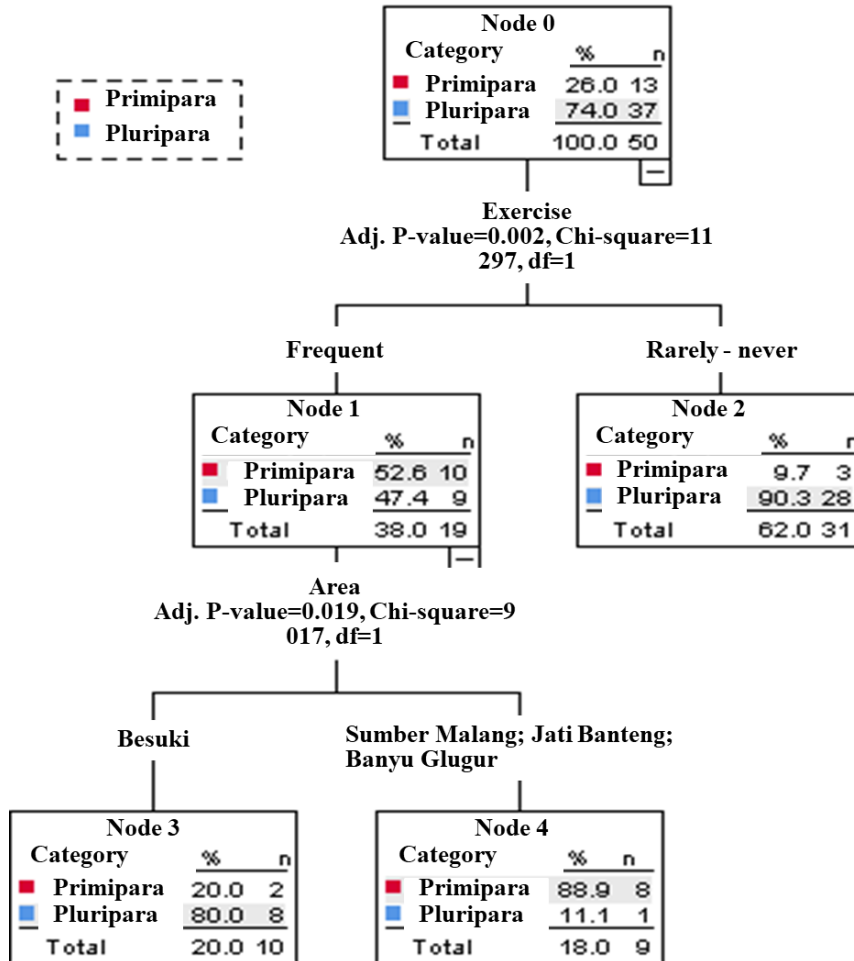 Primipara
Pluripara
Node 0
Category % n
Primipara 26.0 13
Pluripara 74.0 37
Total 100.0 50
Exercise
Adj. P-value=0.002, Chi-square=11
297, df=1
Frequent
Rarely - never
Node 1
Category % n
Primipara 52.6 10
Pluripara 47.4 9
Total 38.0 19
Node 2
Category % n
Primipara 9.7 3
Pluripara 90.3 28
Total 62.0 31
Area
Adj. P-value=0.019, Chi-square=9
017, df=1
Besuki
Sumber Malang; Jati Banteng;
Banyu Glugur
Node 3
Category % n
Primipara 20.0 2
Pluripara 80.0 8
Total 20.0 10
Node 4
Category % n
Primipara 88.9 8
Pluripara 11.1 1
Total 18.0 9